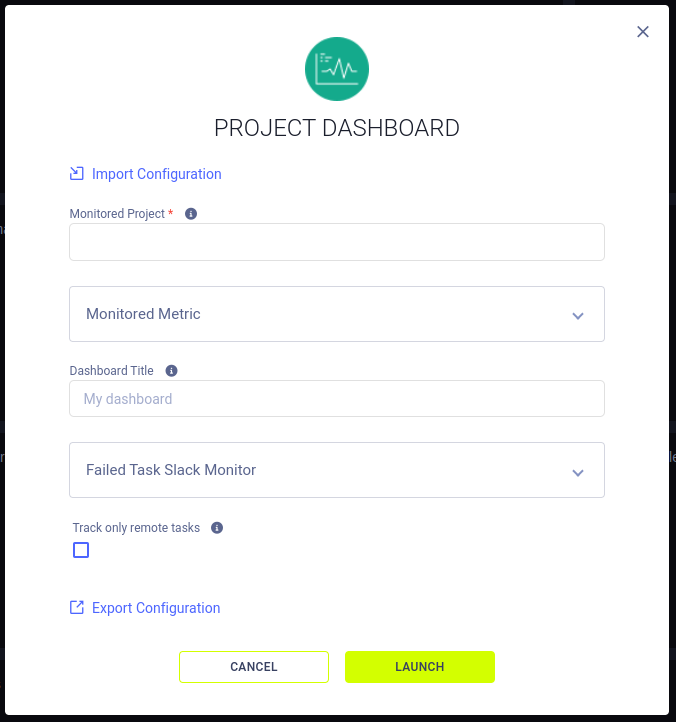 PROJECT DASHBOARD
Import Configuration
Monitored Project *
Monitored Metric
Dashboard Title
My dashboard
Failed Task Slack Monitor
Track only remote tasks
Export Configuration
CANCEL
LAUNCH